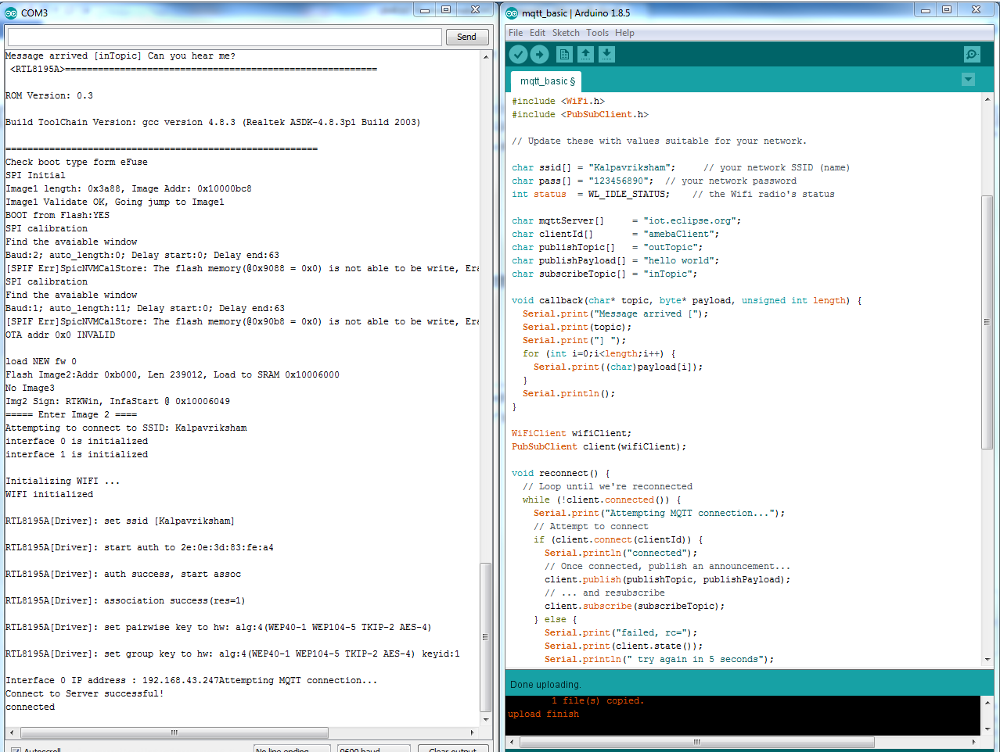 COM3
Send
Message arrived [inTopic] Can you hear me?
<RTL8195A>=========================================================
ROM Version: 0.3
Build ToolChain Version: gcc version 4.8.3 (Realtek ASDK-4.8.3p1 Build 2003)
=========================================================
Check boot type form eFuse
SPI Initial
Image1 length: 0x3a88, Image Addr: 0x10000bc8
Image1 Validate OK, Going jump to Image1
BOOT from Flash:YES
SPI calibration
Find the avaiable window
Baud:2; auto_length:0; Delay start:0; Delay end:63
[SPIF Err]SpicNVMCalStore: The flash memory(@0x9088 = 0x0) is not able to be write, Era
SPI calibration
Find the avaiable window
Baud:1; auto_length:11; Delay start:0; Delay end:63
[SPIF Err]SpicNVMCalStore: The flash memory(@0x90b8 = 0x0) is not able to be write, Era
OTA addr 0x0 INVALID
load NEW fw 0
Flash Image2:Addr 0xb000, Len 239012, Load to SRAM 0x10006000
No Image3
Img2 Sign: RTKWin, InfaStart @ 0x10006049
===== Enter Image 2 ====
Attempting to connect to SSID: Kalpavriksham
interface 0 is initialized
interface 1 is initialized
Initializing WIFI ...
WIFI initialized
RTL8195A[Driver]: set ssid [Kalpavriksham]
RTL8195A[Driver]: start auth to 2e:0e:3d:83:fe:a4
RTL8195A[Driver]: auth success, start assoc
RTL8195A[Driver]: association success(res=1)
RTL8195A[Driver]: set pairwise key to hw: alg:4(WEP40-1 WEP104-5 TKIP-2 AES-4)
RTL8195A[Driver]: set group key to hw: alg:4(WEP40-1 WEP104-5 TKIP-2 AES-4) keyid:1
Interface 0 IP address : 192.168.43.247Attempting MQTT connection...
Connect to Server successful!
connected
Autoscroll
No line ending
9600 baud
Clear output
mqtt_basic | Arduino 1.8.5
File Edit Sketch Tools Help
mqtt_basic §
#include <WiFi.h>
#include <PubSubClient.h>
// Update these with values suitable for your network.
char ssid[] = "Kalpavriksham";     // your network SSID (name)
char pass[] = "123456890";  // your network password
int status  = WL_IDLE_STATUS;    // the Wifi radio's status
char mqttServer[]     = "iot.eclipse.org";
char clientId[]       = "amebaClient";
char publishTopic[]   = "outTopic";
char publishPayload[] = "hello world";
char subscribeTopic[] = "inTopic";
void callback(char* topic, byte* payload, unsigned int length) {
  Serial.print("Message arrived [");
  Serial.print(topic);
  Serial.print("] ");
  for (int i=0;i<length;i++) {
    Serial.print((char)payload[i]);
  }
  Serial.println();
}
WiFiClient wifiClient;
PubSubClient client(wifiClient);
void reconnect() {
  // Loop until we're reconnected
  while (!client.connected()) {
    Serial.print("Attempting MQTT connection...");
    // Attempt to connect
    if (client.connect(clientId)) {
      Serial.println("connected");
      // Once connected, publish an announcement...
      client.publish(publishTopic, publishPayload);
      // ... and resubscribe
      client.subscribe(subscribeTopic);
    } else {
      Serial.print("failed, rc=");
      Serial.print(client.state());
      Serial.println(" try again in 5 seconds");
Done uploading.
1 file(s) copied.
upload finish